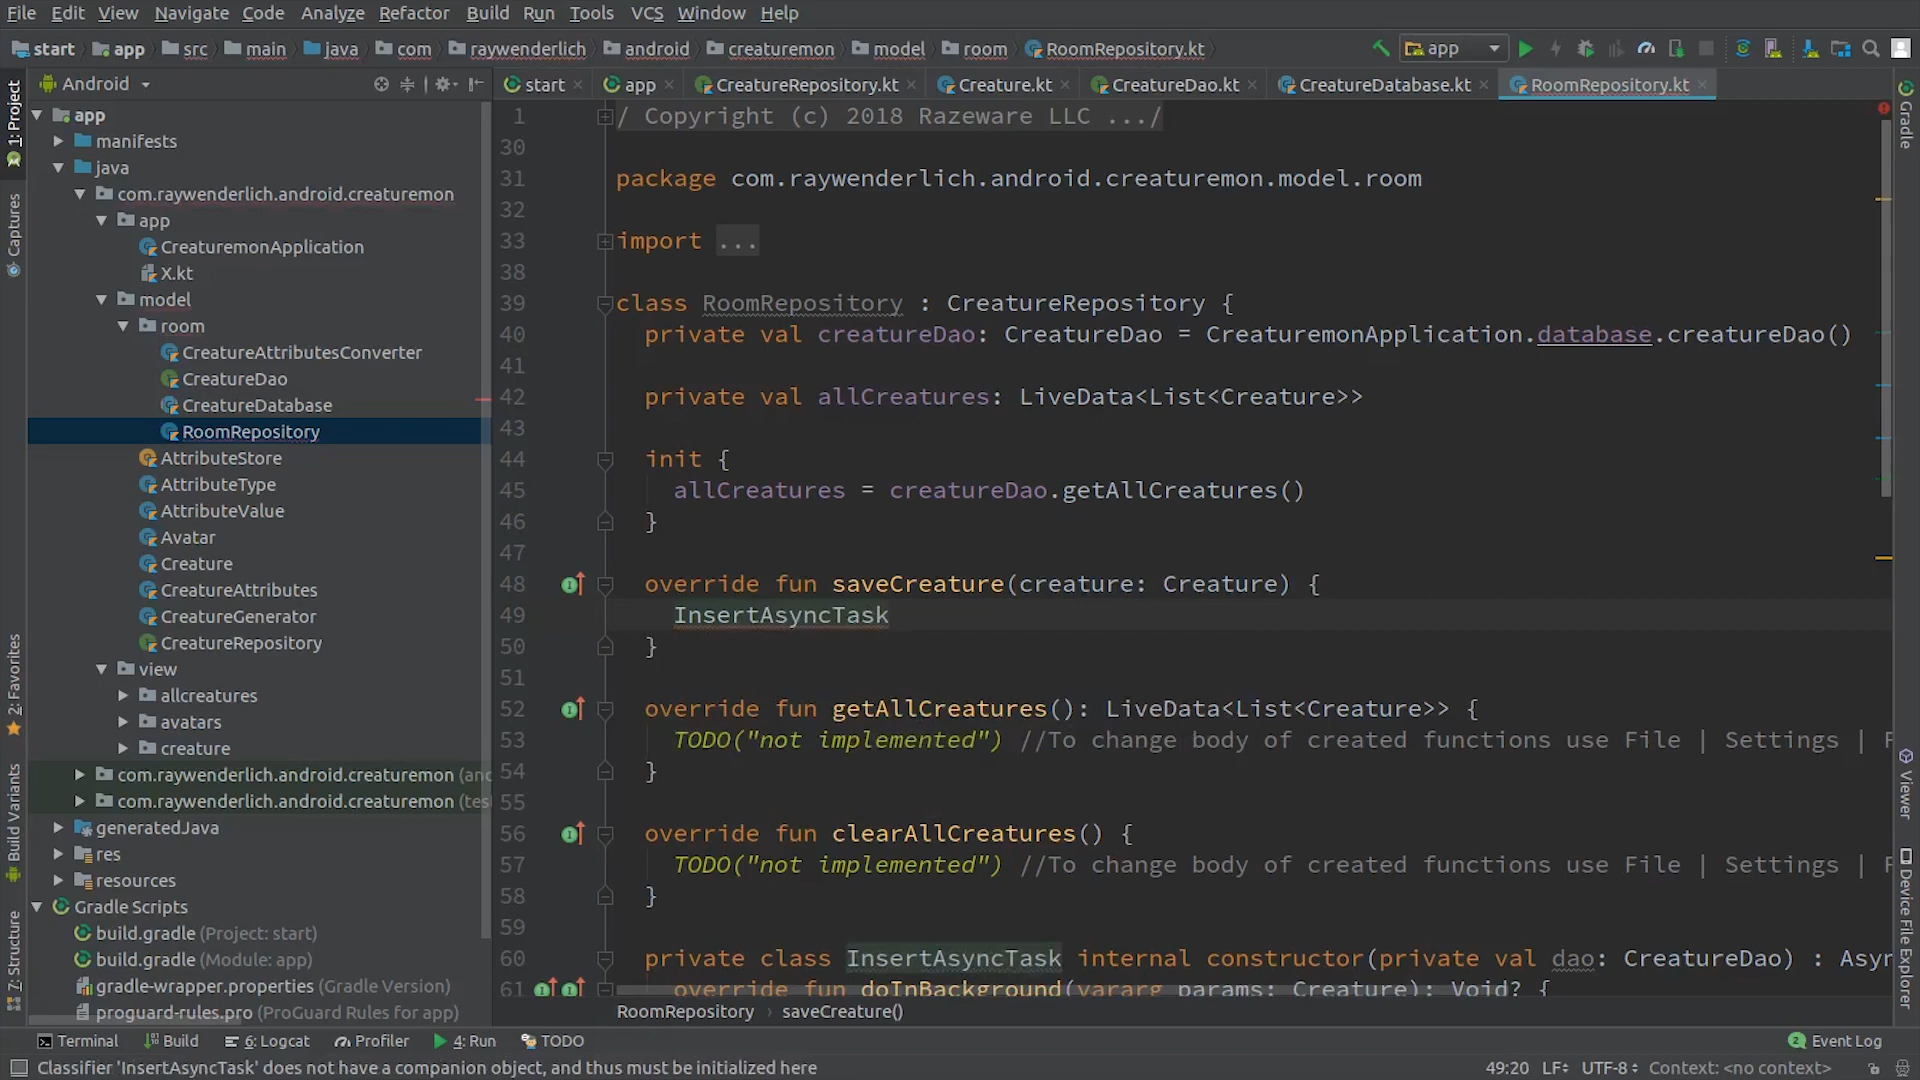 File Edit View Navigate Code Analyze Refactor Build Run Tools VCS Window Help
start app src main java com raywenderlich android creaturemon model room RoomRepository.kt app
Android
start app CreatureRepository.kt Creature.kt CreatureDao.kt CreatureDatabase.kt RoomRepository.kt
1: Project
Captures
2: Favorites
Build Variants
7: Structure
app
manifests
java
com.raywenderlich.android.creaturemon
app
CreaturemonApplication
X.kt
model
room
CreatureAttributesConverter
CreatureDao
CreatureDatabase
RoomRepository
AttributeStore
AttributeType
AttributeValue
Avatar
Creature
CreatureAttributes
CreatureGenerator
CreatureRepository
view
allcreatures
avatars
creature
com.raywenderlich.android.creaturemon (and
com.raywenderlich.android.creaturemon (tes
generatedJava
res
resources
Gradle Scripts
build.gradle (Project: start)
build.gradle (Module: app)
gradle-wrapper.properties (Gradle Version)
proguard-rules.pro (ProGuard Rules for app)
1 / Copyright (c) 2018 Razeware LLC .../
30
31 package com.raywenderlich.android.creaturemon.model.room
32
33 import ...
38
39 class RoomRepository : CreatureRepository {
40 private val creatureDao: CreatureDao = CreaturemonApplication.database.creatureDao()
41
42 private val allCreatures: LiveData<List<Creature>>
43
44 init {
45 allCreatures = creatureDao.getAllCreatures()
46 }
47
48 override fun saveCreature(creature: Creature) {
49 InsertAsyncTask
50 }
51
52 override fun getAllCreatures(): LiveData<List<Creature>> {
53 TODO("not implemented") //To change body of created functions use File | Settings | F
54 }
55
56 override fun clearAllCreatures() {
57 TODO("not implemented") //To change body of created functions use File | Settings | F
58 }
59
60 private class InsertAsyncTask internal constructor(private val dao: CreatureDao) : Asyn
61 override fun doInBackground(vararg params: Creature): Void? {
RoomRepository saveCreature()
Gradle
Viewer
Device File Explorer
Terminal Build 6: Logcat Profiler 4: Run TODO 2 Event Log
Classifier 'InsertAsyncTask' does not have a companion object, and thus must be initialized here 49:20 LF UTF-8 Context: <no context>